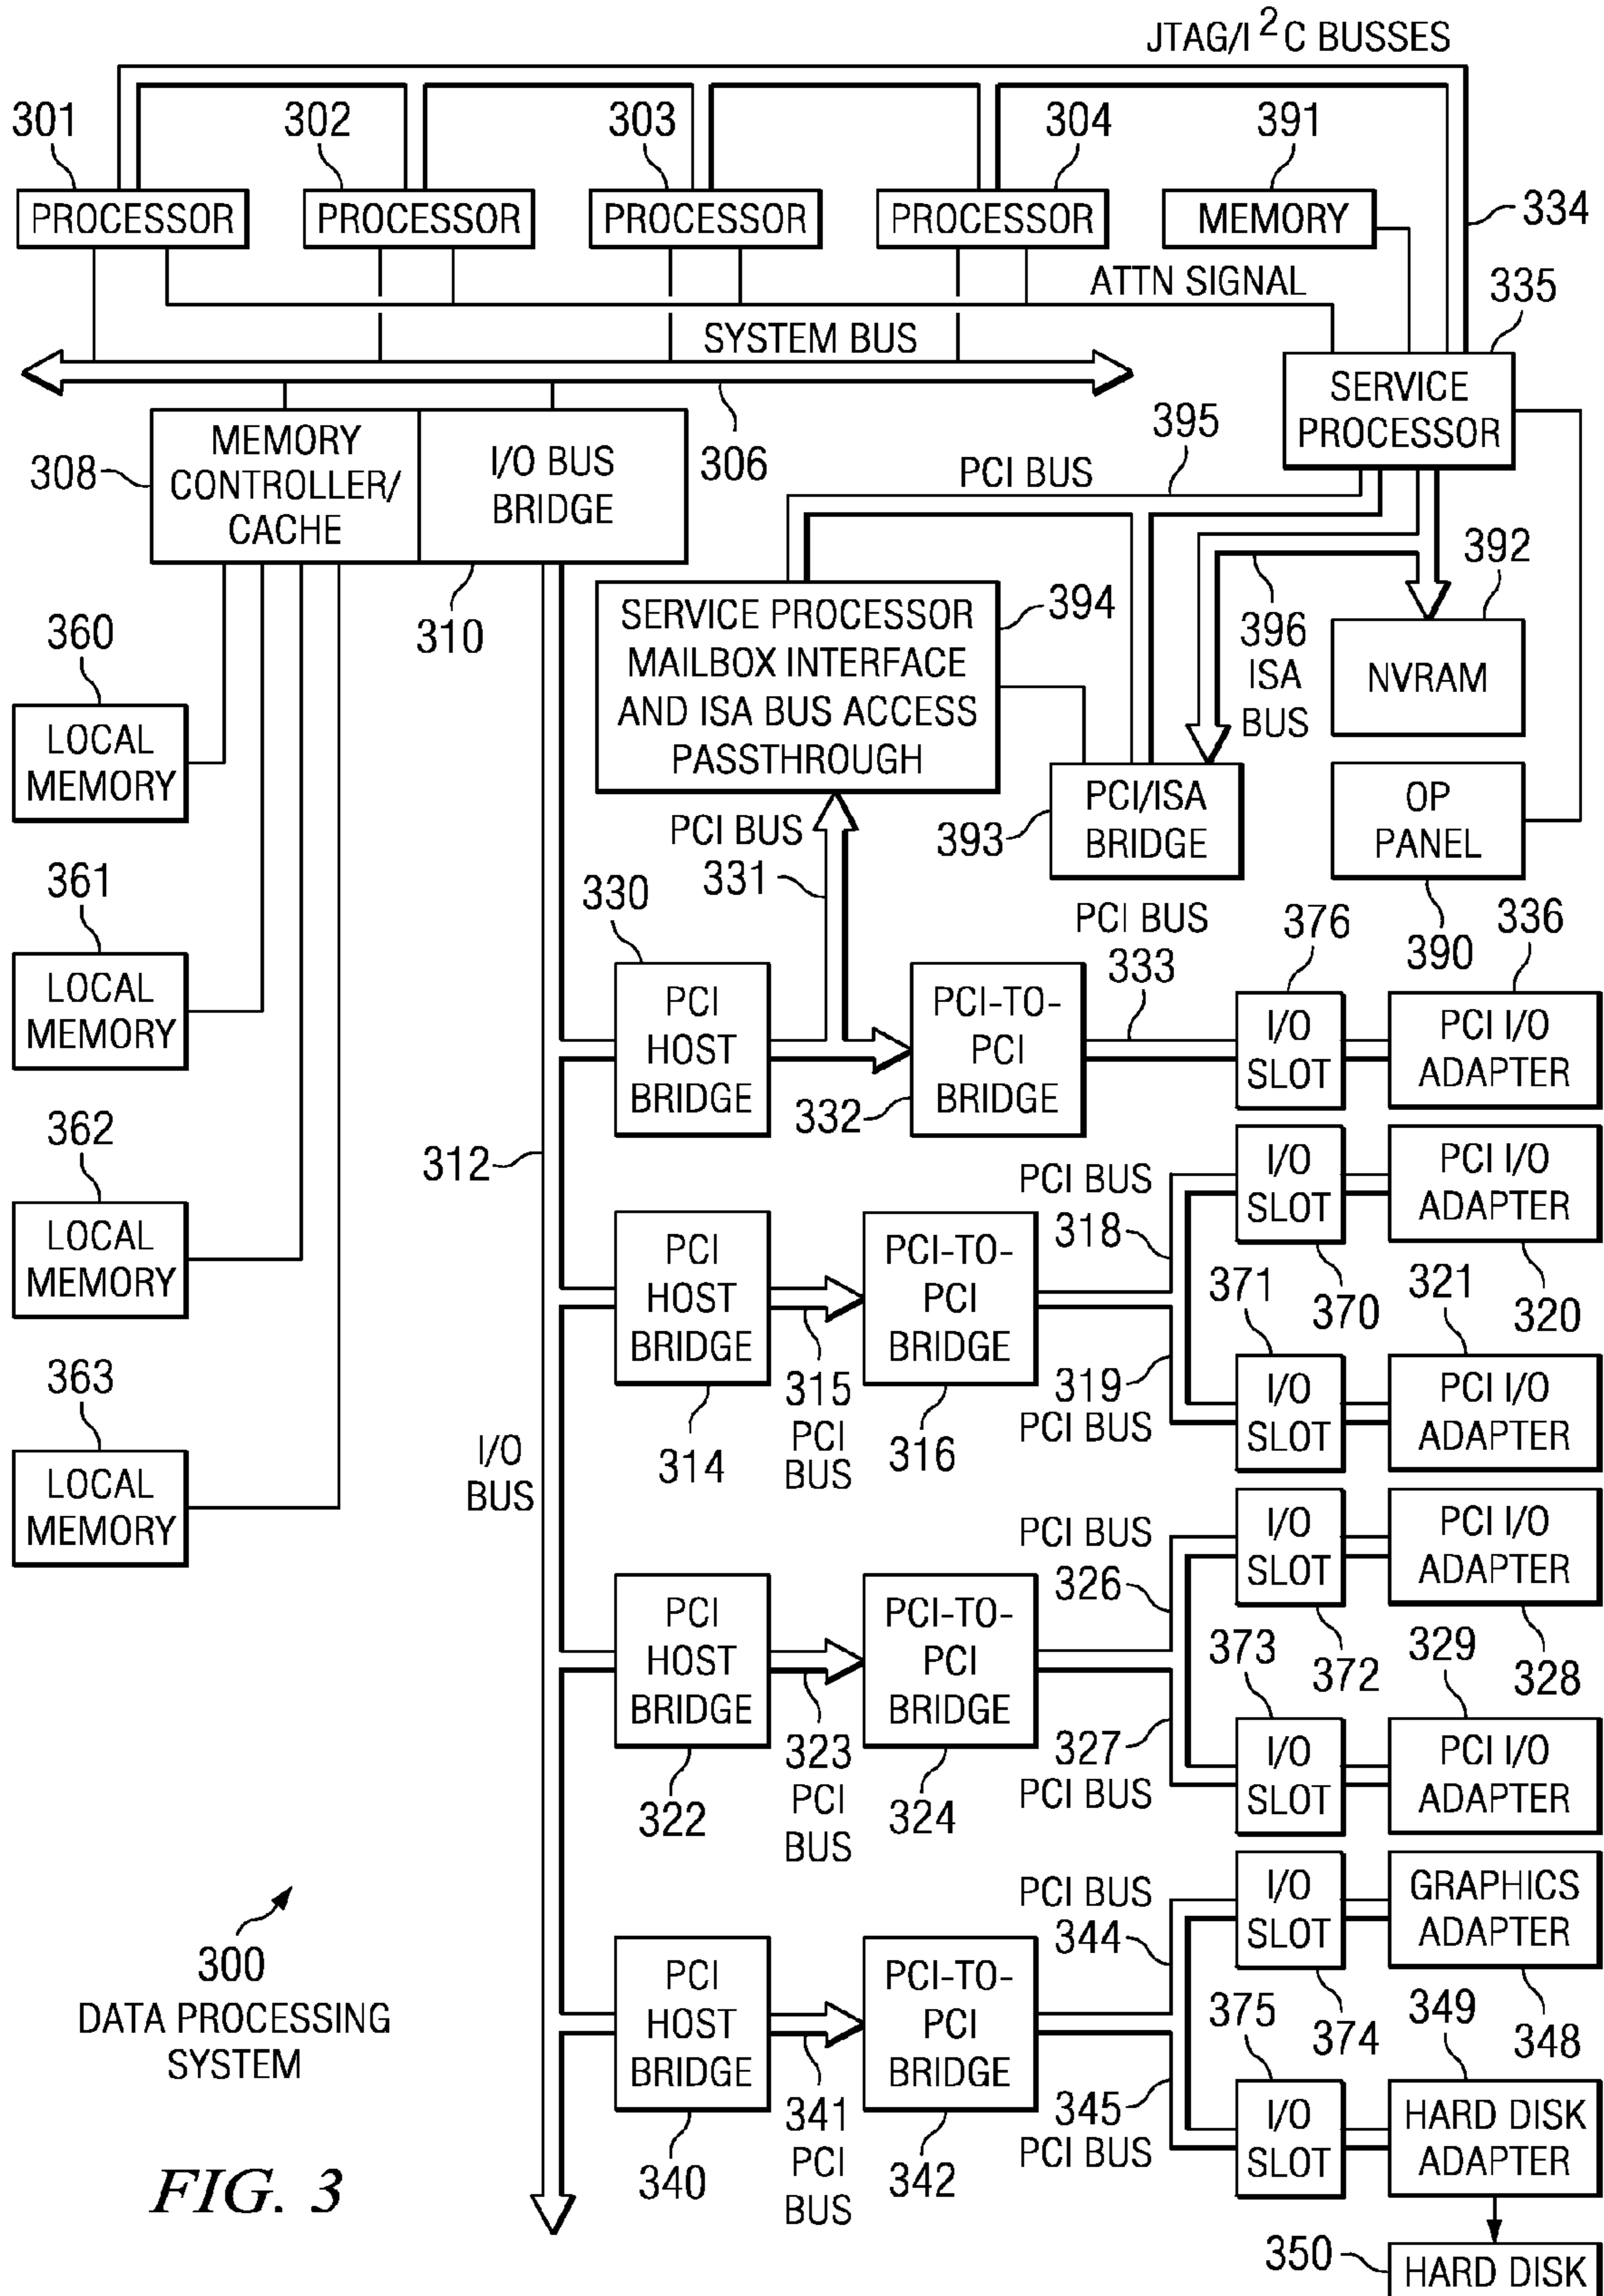 JTAG/I 2 C BUSSES
301
302
303
304
391
PROCESSOR
PROCESSOR
PROCESSOR
PROCESSOR
MEMORY
334
ATTN SIGNAL
335
SYSTEM BUS
SERVICE
PROCESSOR
306
395
308
MEMORY
CONTROLLER/
CACHE
I/O BUS
BRIDGE
310
PCI BUS
392
394
SERVICE PROCESSOR
MAILBOX INTERFACE
AND ISA BUS ACCESS
PASSTHROUGH
396
ISA
BUS
NVRAM
360
LOCAL
MEMORY
PCI BUS
331
393
PCI/ISA
BRIDGE
OP
PANEL
390
361
LOCAL
MEMORY
330
PCI
HOST
BRIDGE
332
PCI-TO-
PCI
BRIDGE
PCI BUS
333
376
I/O
SLOT
336
PCI I/O
ADAPTER
362
LOCAL
MEMORY
312
I/O
BUS
PCI
HOST
BRIDGE
314
315
PCI
BUS
PCI-TO-
PCI
BRIDGE
316
PCI BUS
318
I/O
SLOT
370
PCI I/O
ADAPTER
320
319
PCI BUS
371
I/O
SLOT
321
PCI I/O
ADAPTER
363
LOCAL
MEMORY
PCI
HOST
BRIDGE
322
323
PCI
BUS
PCI-TO-
PCI
BRIDGE
324
PCI BUS
326
I/O
SLOT
372
PCI I/O
ADAPTER
328
327
PCI BUS
373
I/O
SLOT
329
PCI I/O
ADAPTER
300
DATA PROCESSING
SYSTEM
PCI
HOST
BRIDGE
340
341
PCI
BUS
PCI-TO-
PCI
BRIDGE
342
PCI BUS
344
I/O
SLOT
374
GRAPHICS
ADAPTER
348
345
PCI BUS
375
I/O
SLOT
349
HARD DISK
ADAPTER
350
HARD DISK
FIG. 3